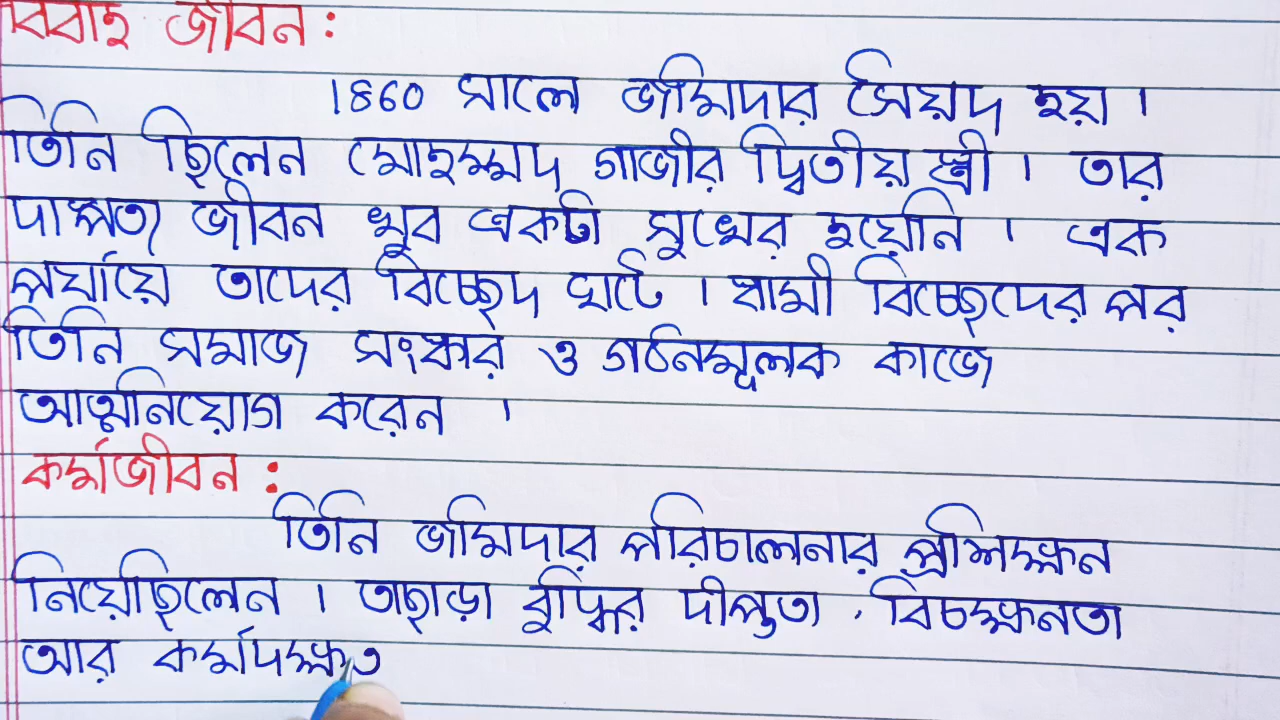 বিবাহ জীবন :
1860 সালে জমিদার সৈয়দ হয় ।
তিনি ছিলেন মোহম্মদ গাজীর দ্বিতীয় স্ত্রী । তার
দাম্পত্য জীবন খুব একটা সুখের হয়েনি । এক
পর্যায়ে তাদের বিচ্ছেদ ঘটে । স্বামী বিচ্ছেদের পর
তিনি সমাজ সংস্কার ও গঠনমূলক কাজে
আত্মনিয়োগ করেন ।
কর্মজীবন :
তিনি জমিদার পরিচালনার প্রশিক্ষন
নিয়েছিলেন । তাছাড়া বুদ্ধির দীপ্ততা , বিচক্ষনতা
আর কর্মদক্ষত